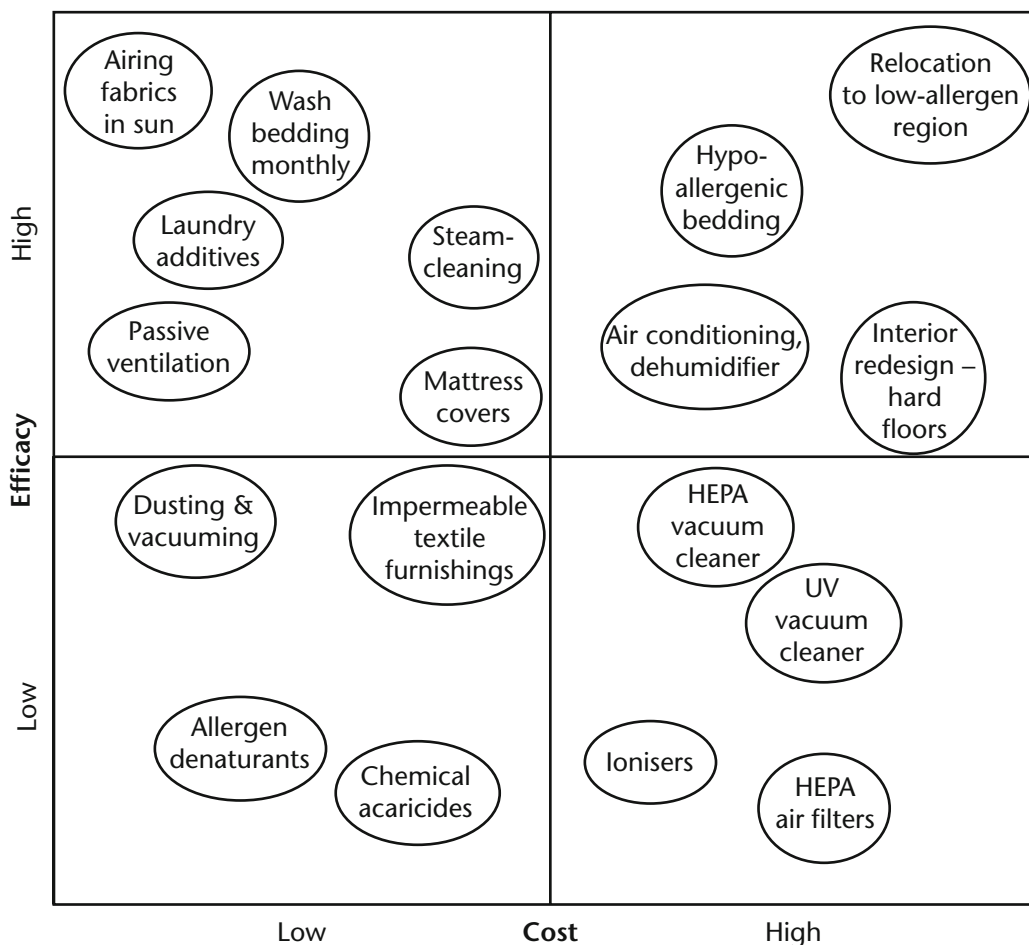 Airing
fabrics
in sun
Wash
bedding
monthly
Laundry
additives
Steam-
cleaning
Passive
ventilation
Mattress
covers
Relocation
to low-allergen
region
Hypo-
allergenic
bedding
Air conditioning,
dehumidifier
Interior
redesign –
hard
floors
Dusting &
vacuuming
Impermeable
textile
furnishings
Allergen
denaturants
Chemical
acaricides
HEPA
vacuum
cleaner
UV
vacuum
cleaner
Ionisers
HEPA
air filters
High
Efficacy
Low
Low
Cost
High